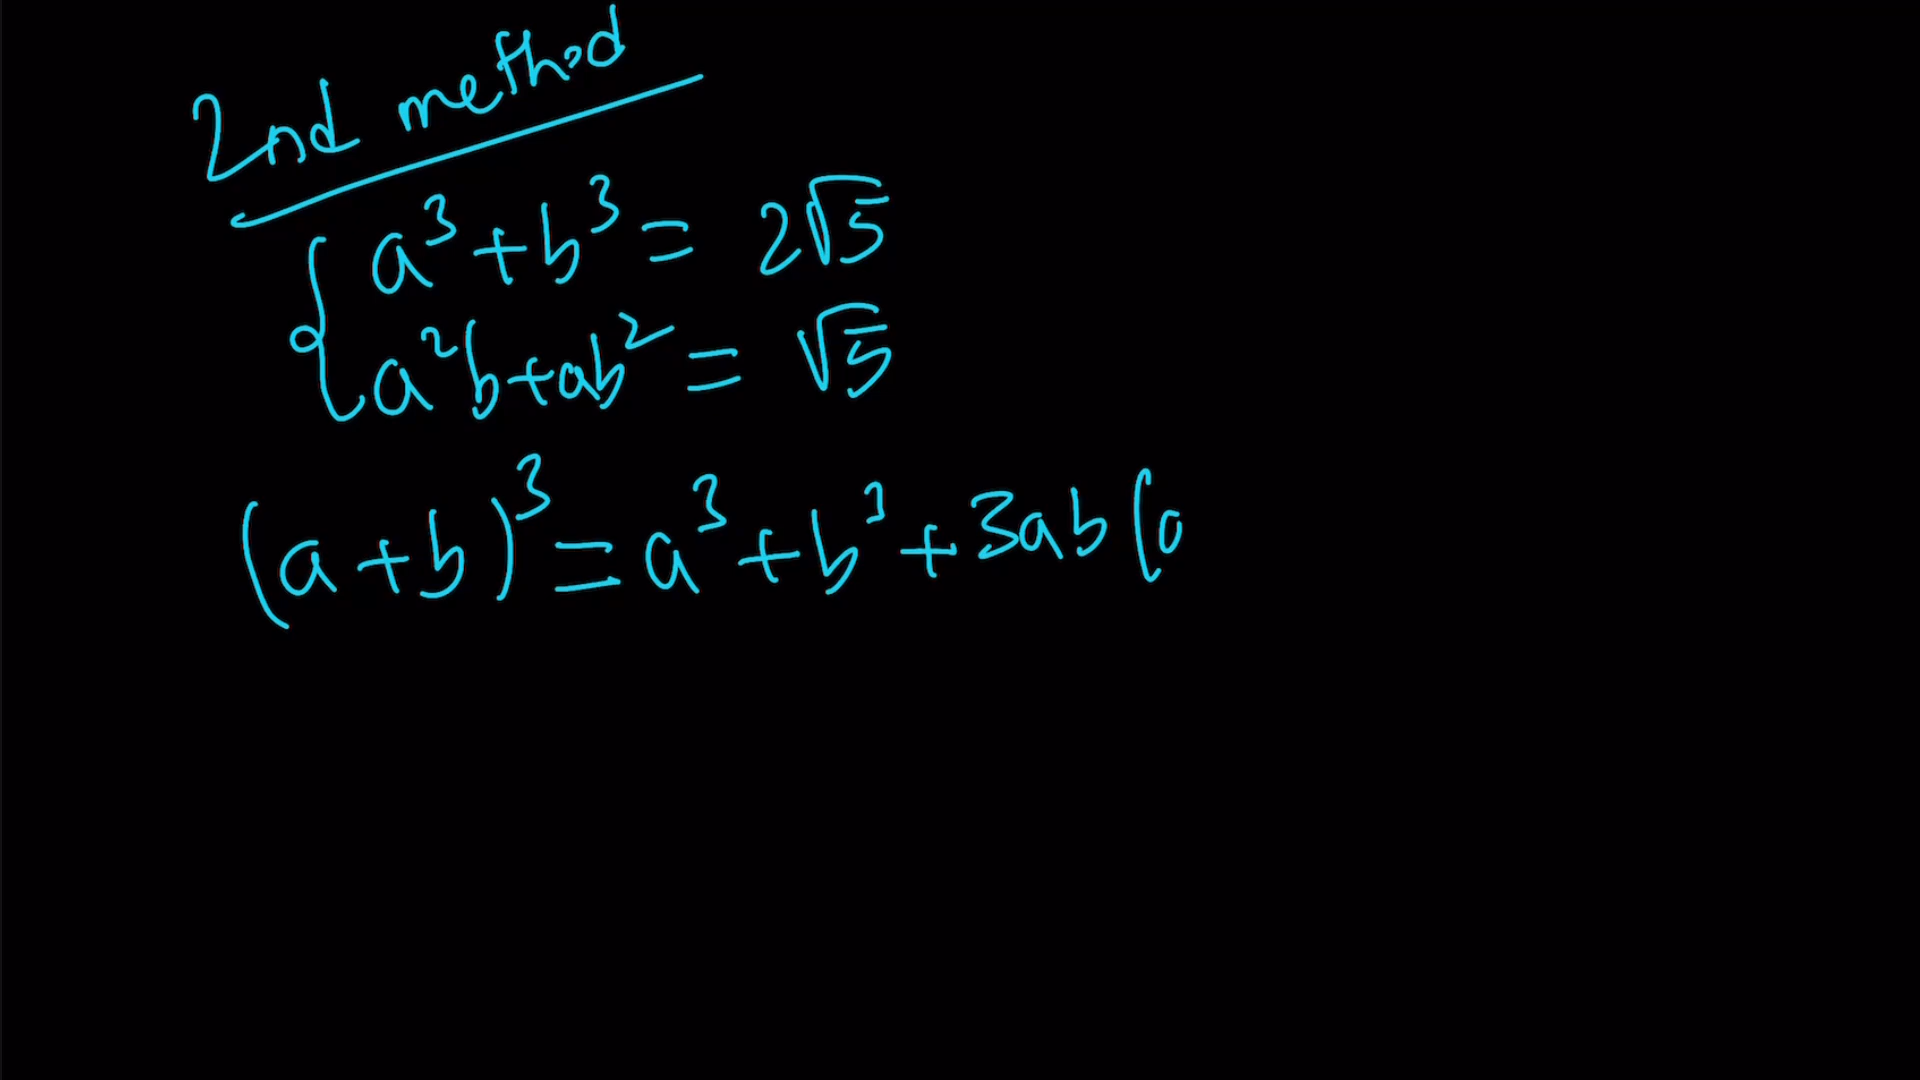 2nd method
a³+b³ = 2√5
a²b+ab² = √5
(a+b)³ = a³+b³+3ab(a